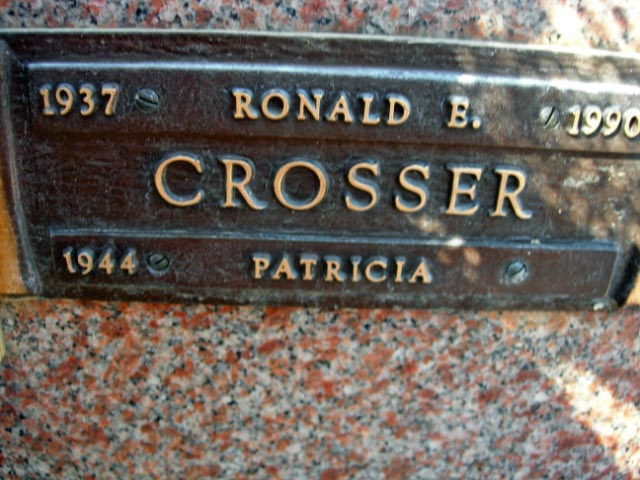 1937 RONALD E. 1990
CROSSER
1944 PATRICIA